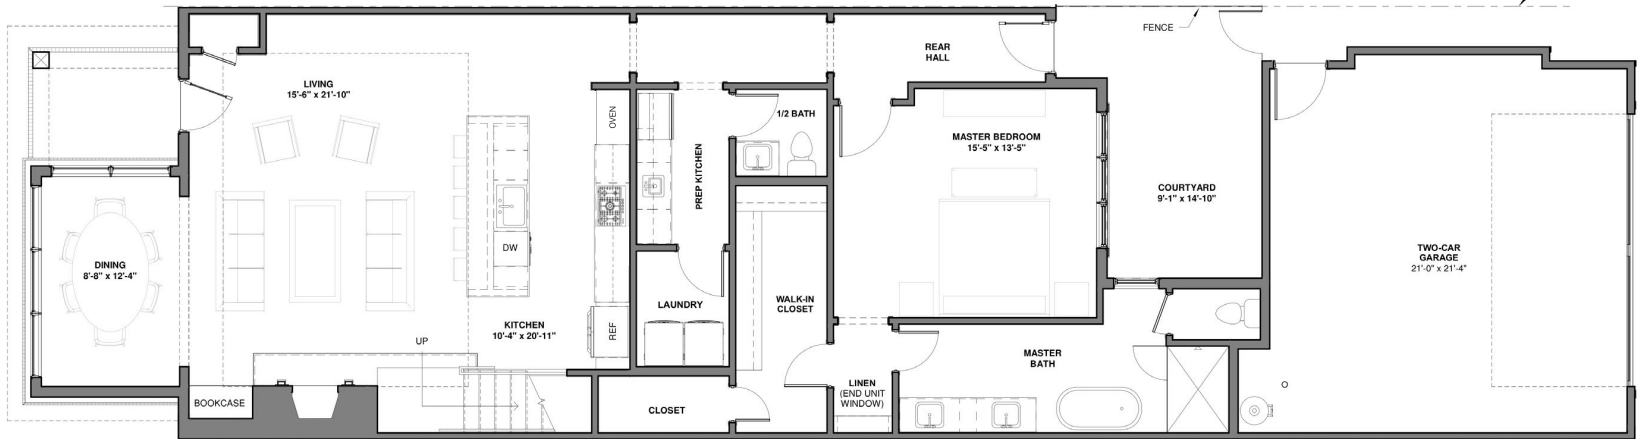 FENCE
REAR
HALL
LIVING
15'-6" x 21'-10"
OVEN
1/2 BATH
MASTER BEDROOM
15'-5" x 13'-5"
PREP KITCHEN
COURTYARD
9'-1" x 14'-10"
DW
TWO-CAR
GARAGE
21'-0" x 21'-4"
DINING
8'-8" x 12'-4"
LAUNDRY
WALK-IN
CLOSET
KITCHEN
10'-4" x 20'-11"
REF
UP
MASTER
BATH
LINEN
(END UNIT
WINDOW)
BOOKCASE
CLOSET